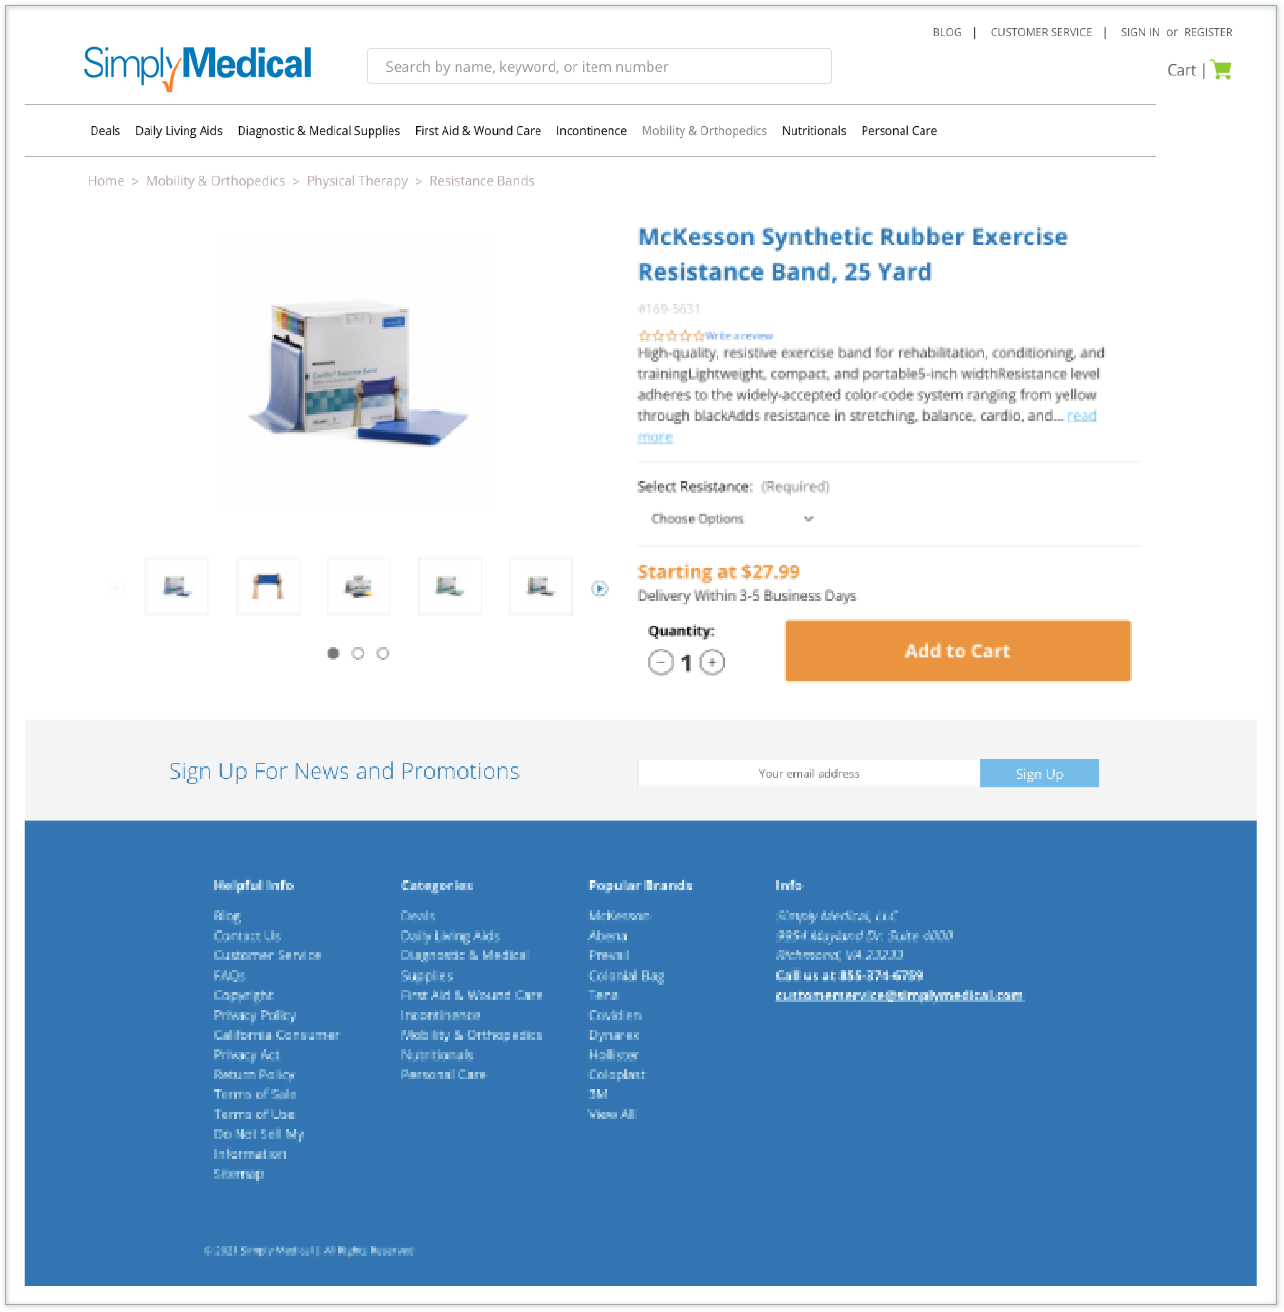 BLOG | CUSTOMER SERVICE | SIGN IN or REGISTER
SimplyMedical
Search by name, keyword, or item number
Cart |
Deals Daily Living Aids Diagnostic & Medical Supplies First Aid & Wound Care Incontinence Mobility & Orthopedics Nutritionals Personal Care
Home > Mobility & Orthopedics > Physical Therapy > Resistance Bands
McKesson Synthetic Rubber Exercise
Resistance Band, 25 Yard
#169-5631
Write a review
High-quality, resistive exercise band for rehabilitation, conditioning, and
trainingLightweight, compact, and portable5-inch widthResistance level
adheres to the widely-accepted color-code system ranging from yellow
through blackAdds resistance in stretching, balance, cardio, and... read
more
Select Resistance: (Required)
Choose Options
Starting at $27.99
Delivery Within 3-5 Business Days
Quantity:
1
Add to Cart
Exercise Band
Sign Up For News and Promotions
Your email address
Sign Up
Helpful Info
Blog
Contact Us
Customer Service
FAQs
Copyright
Privacy Policy
California Consumer
Privacy Act
Return Policy
Terms of Sale
Terms of Use
Do Not Sell My
Information
Sitemap
Categories
Deals
Daily Living Aids
Diagnostic & Medical
Supplies
First Aid & Wound Care
Incontinence
Mobility & Orthopedics
Nutritionals
Personal Care
Popular Brands
McKesson
Abena
Prevail
Colonial Bag
Tena
Covidien
Dynarex
Hollister
Coloplast
3M
View All
Info
Simply Medical, LLC
9954 Mayland Dr. Suite 4000
Richmond, VA 23233
Call us at 855-374-6799
customerservice@simplymedical.com
© 2021 Simply Medical | All Rights Reserved